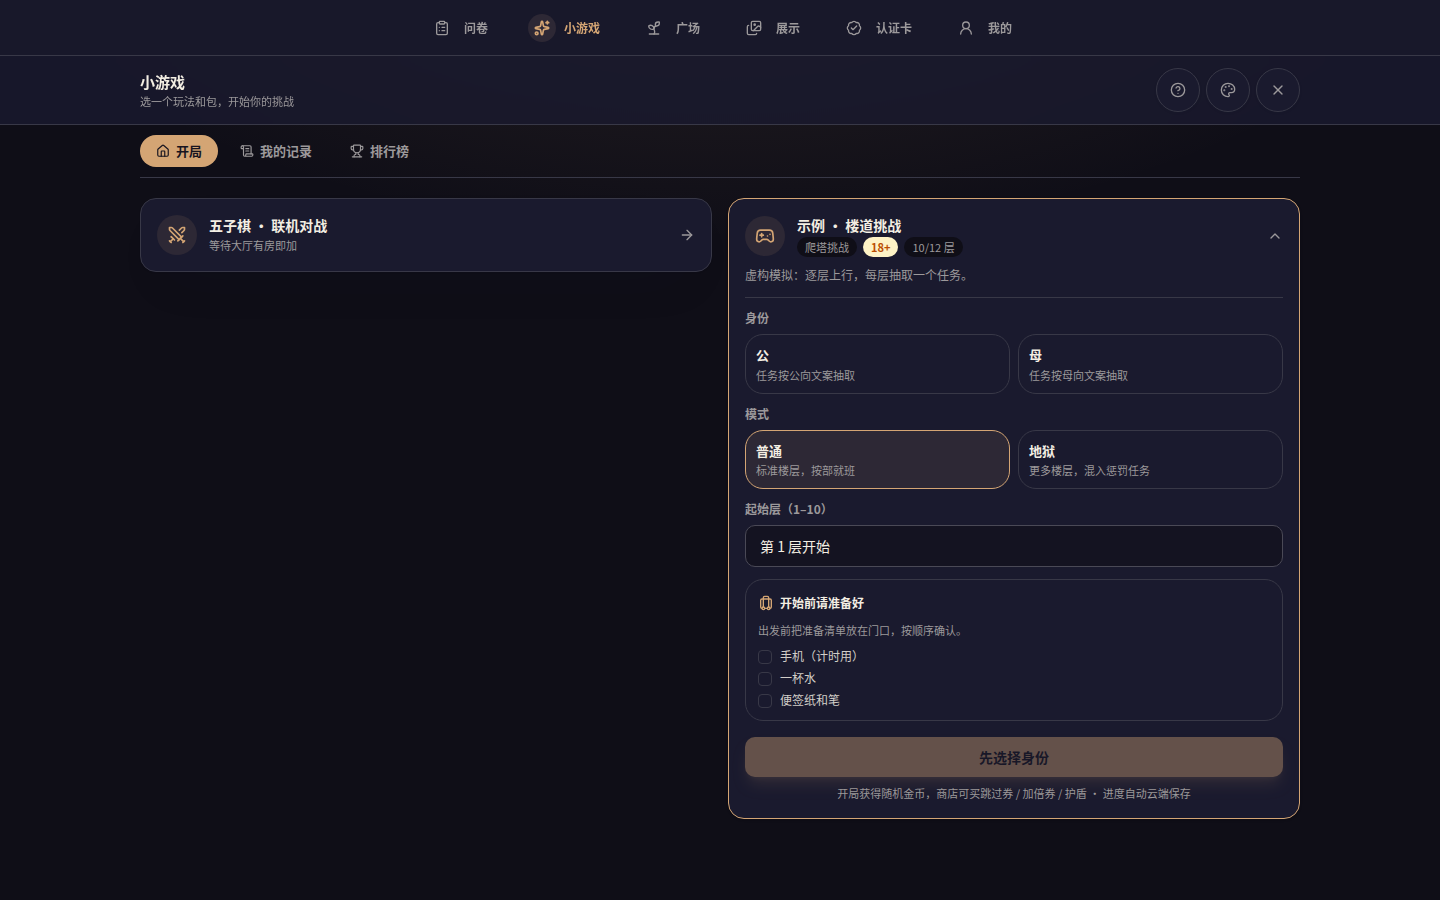 问卷
小游戏
广场
展示
认证卡
我的
小游戏
选一个玩法和包，开始你的挑战
开局
我的记录
排行榜
五子棋 · 联机对战
等待大厅有房即加
示例 · 楼道挑战
爬塔挑战
18+
10/12 层
虚构模拟：逐层上行，每层抽取一个任务。
身份
公
任务按公向文案抽取
母
任务按母向文案抽取
模式
普通
标准楼层，按部就班
地狱
更多楼层，混入惩罚任务
起始层（1–10）
第 1 层开始
开始前请准备好
出发前把准备清单放在门口，按顺序确认。
手机（计时用）
一杯水
便签纸和笔
先选择身份
开局获得随机金币，商店可买跳过券 / 加倍券 / 护盾 · 进度自动云端保存